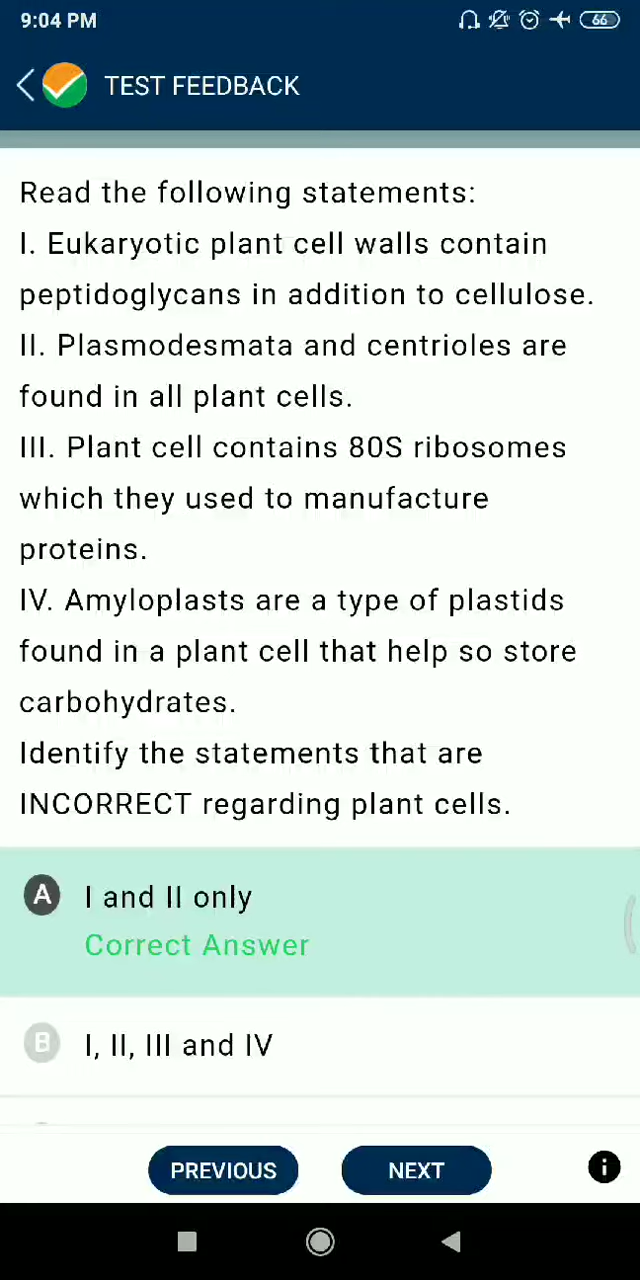 9:04 PM
66
TEST FEEDBACK
Read the following statements:
I. Eukaryotic plant cell walls contain
peptidoglycans in addition to cellulose.
II. Plasmodesmata and centrioles are
found in all plant cells.
III. Plant cell contains 80S ribosomes
which they used to manufacture
proteins.
IV. Amyloplasts are a type of plastids
found in a plant cell that help so store
carbohydrates.
Identify the statements that are
INCORRECT regarding plant cells.
A I and II only
Correct Answer
B I, II, III and IV
PREVIOUS NEXT i